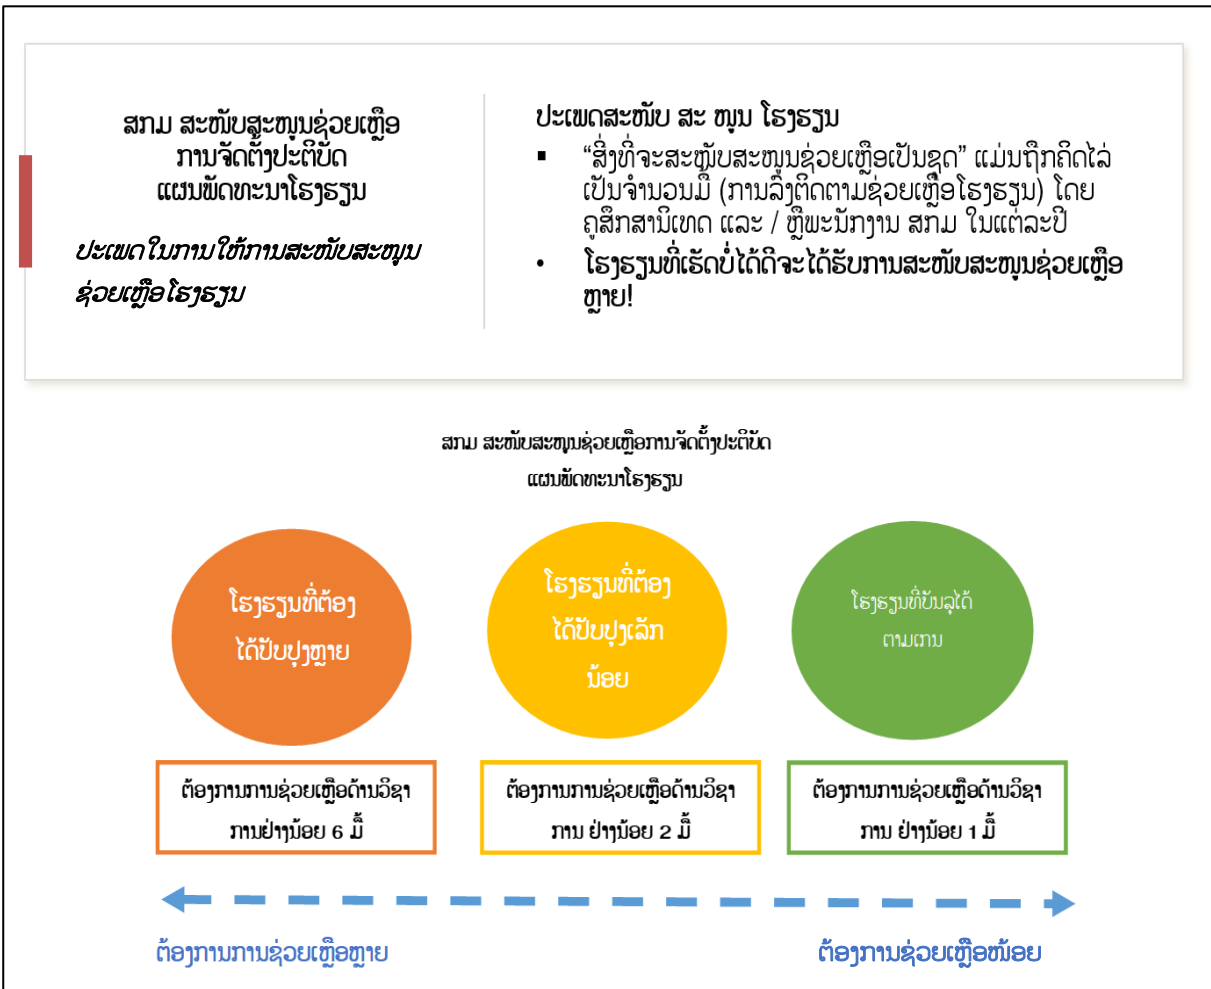 ສກມ ສະໜັບສະໜູນຊ່ວຍເຫຼືອ
ການຈັດຕັ້ງປະຕິບັດ
ແຜນພັດທະນາໂຮງຮຽນ
ປະເພດໃນການໃຫ້ການສະໜັບສະໜູນ
ຊ່ວຍເຫຼືອໂຮງຮຽນ
ປະເພດສະໜັບ ສະ ໜູນ ໂຮງຮຽນ
▪ “ສິ່ງທີ່ຈະສະໜັບສະໜູນຊ່ວຍເຫຼືອເປັນຊຸດ” ແມ່ນຖືກຄິດໄລ່
ເປັນຈຳນວນມື້ (ການລົງຕິດຕາມຊ່ວຍເຫຼືອໂຮງຮຽນ) ໂດຍ
ຄູສຶກສານິເທດ ແລະ / ຫຼືພະນັກງານ ສກມ ໃນແຕ່ລະປີ
• ໂຮງຮຽນທີ່ເຮັດບໍ່ໄດ້ດີຈະໄດ້ຮັບການສະໜັບສະໜູນຊ່ວຍເຫຼືອ
ຫຼາຍ!
ສກມ ສະໜັບສະໜູນຊ່ວຍເຫຼືອການຈັດຕັ້ງປະຕິບັດ
ແຜນພັດທະນາໂຮງຮຽນ
ໂຮງຮຽນທີ່ຕ້ອງ
ໄດ້ປັບປຸງຫຼາຍ
ໂຮງຮຽນທີ່ຕ້ອງ
ໄດ້ປັບປຸງເລັກ
ນ້ອຍ
ໂຮງຮຽນທີ່ບັນລຸໄດ້
ຕາມເກນ
ຕ້ອງການການຊ່ວຍເຫຼືອດ້ານວິຊາ
ການຢ່າງນ້ອຍ 6 ມື້
ຕ້ອງການການຊ່ວຍເຫຼືອດ້ານວິຊາ
ການ ຢ່າງນ້ອຍ 2 ມື້
ຕ້ອງການການຊ່ວຍເຫຼືອດ້ານວິຊາ
ການ ຢ່າງນ້ອຍ 1 ມື້
ຕ້ອງການການຊ່ວຍເຫຼືອຫຼາຍ
ຕ້ອງການຊ່ວຍເຫຼືອໜ້ອຍ